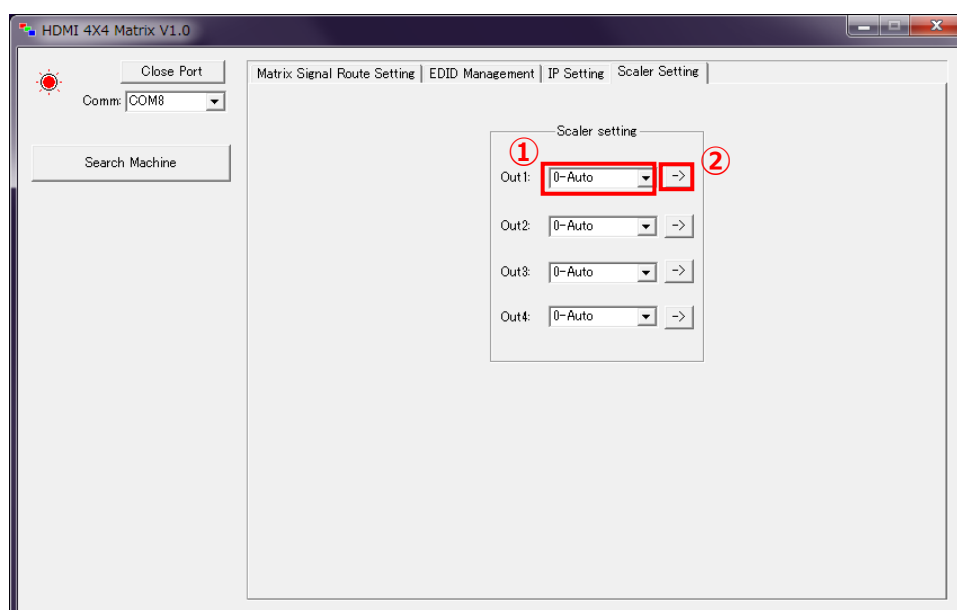 HDMI 4X4 Matrix V1.0
Close Port
Comm: COM8
Search Machine
Matrix Signal Route Setting EDID Management IP Setting Scaler Setting
Scaler setting
① ②
Out1: 0-Auto ->
Out2: 0-Auto ->
Out3: 0-Auto ->
Out4: 0-Auto ->